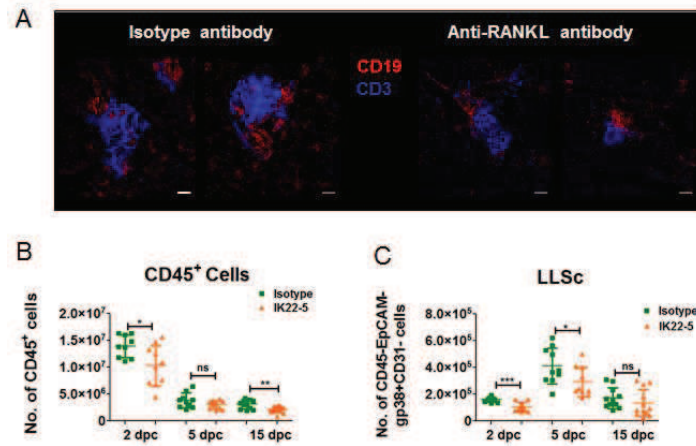 A
Isotype antibody
Anti-RANKL antibody
CD19
CD3
B
CD45⁺ Cells
Isotype
IK22-5
No. of CD45⁺ cells
2.0×10⁷
1.5×10⁷
1.0×10⁷
5.0×10⁶
0
*
ns
**
2 dpc
5 dpc
15 dpc
C
LLSc
Isotype
IK22-5
No. of CD45-EpCAM-
gp38+CD31- cells
8.0×10⁵
6.0×10⁵
4.0×10⁵
2.0×10⁵
0
***
*
ns
2 dpc
5 dpc
15 dpc